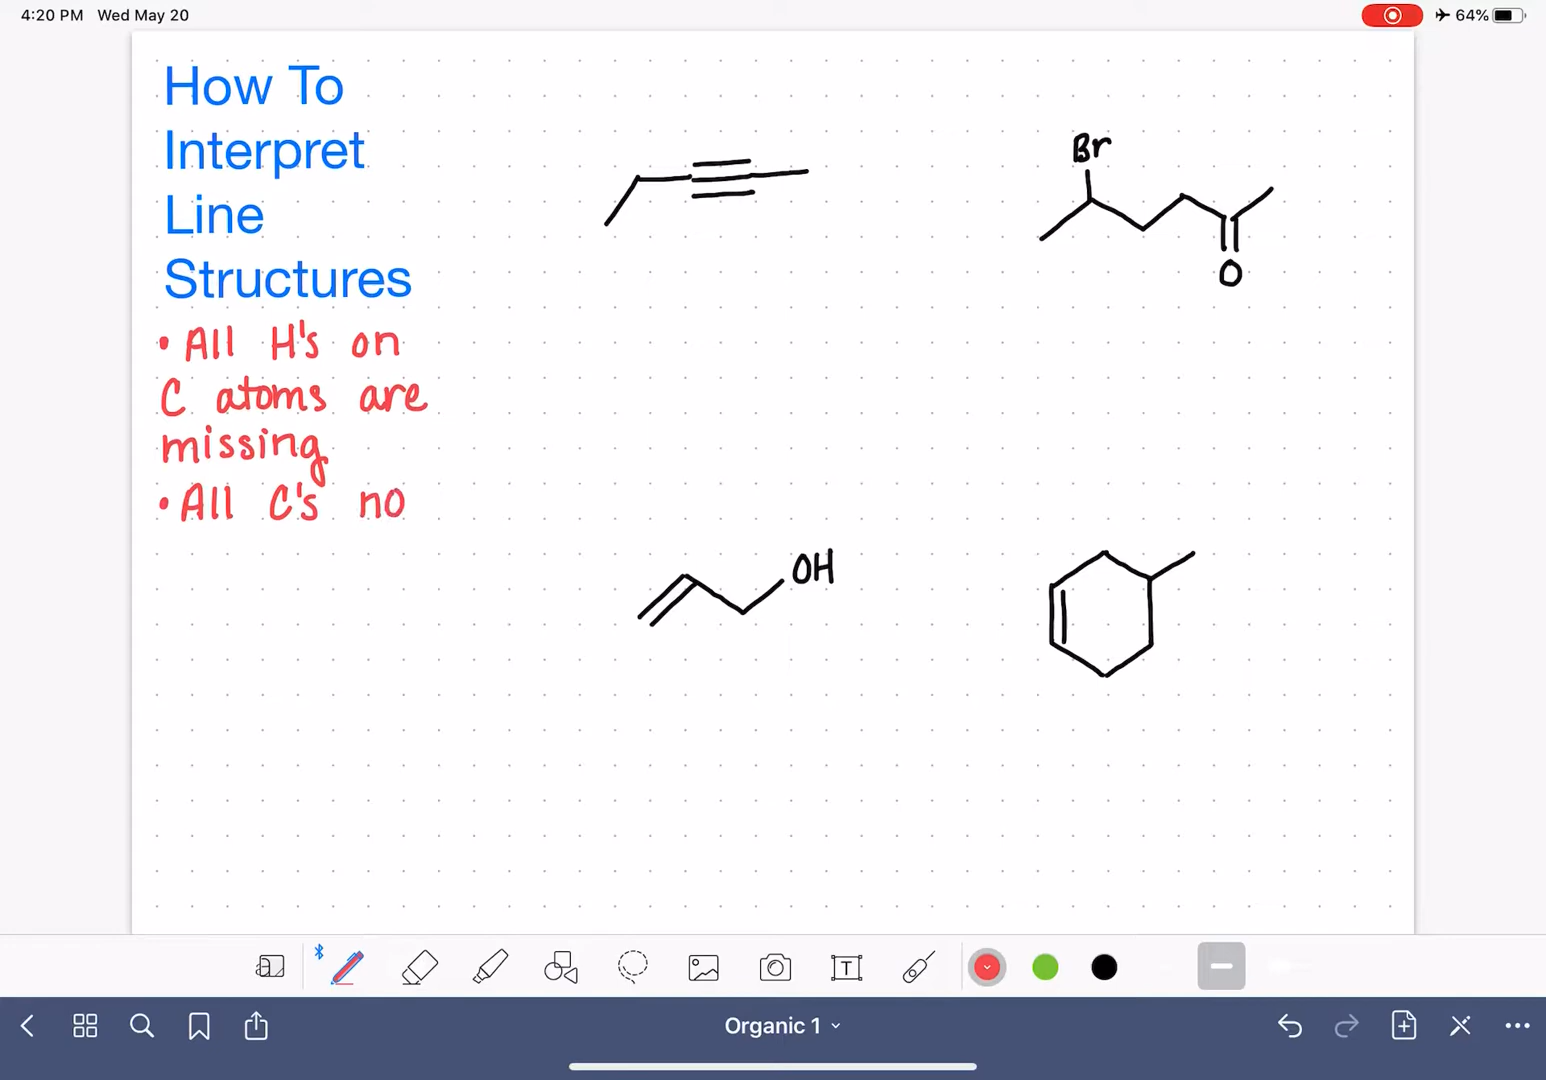 4:20 PM Wed May 20
64%
How To
Interpret
Line
Structures
• All H's on
C atoms are
missing
• All C's no
Br
O
OH
T
Organic 1